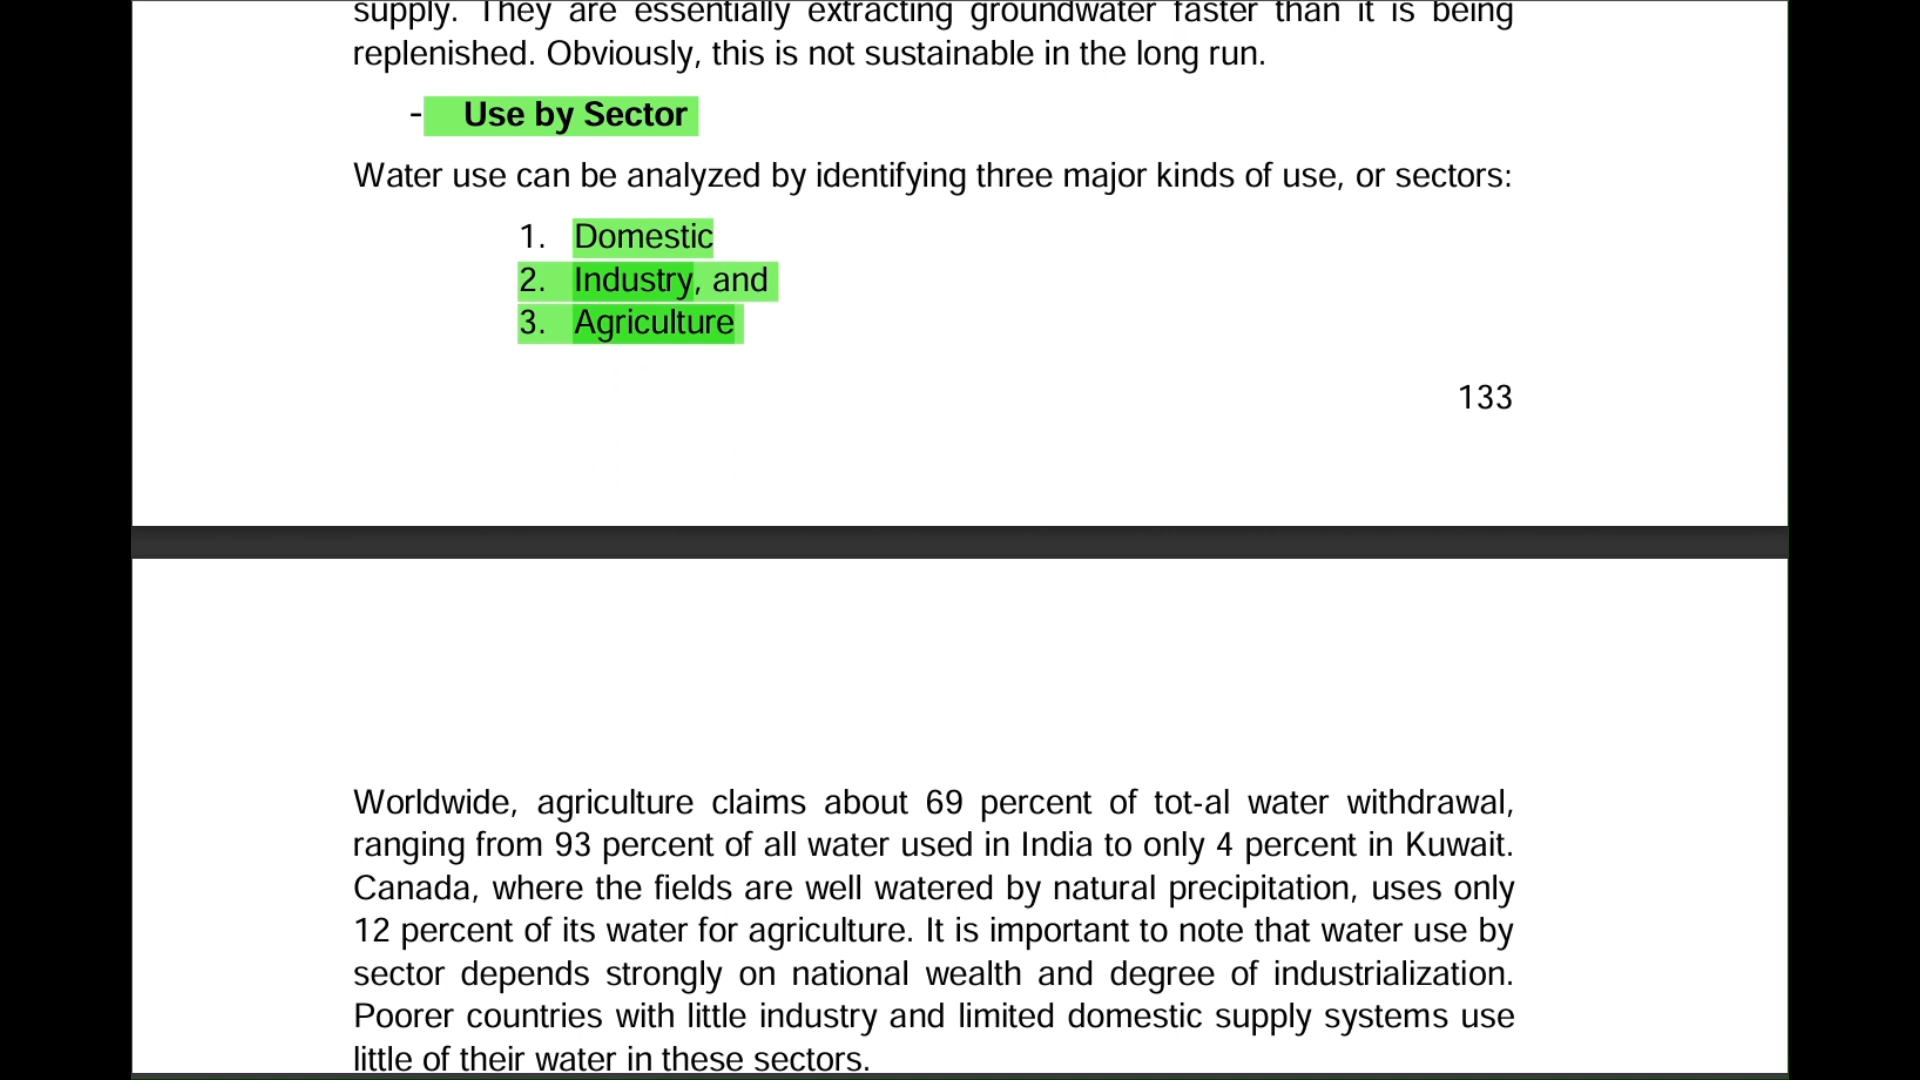 supply. They are essentially extracting groundwater faster than it is being
replenished. Obviously, this is not sustainable in the long run.
- Use by Sector
Water use can be analyzed by identifying three major kinds of use, or sectors:
1. Domestic
2. Industry, and
3. Agriculture
133
Worldwide, agriculture claims about 69 percent of tot-al water withdrawal,
ranging from 93 percent of all water used in India to only 4 percent in Kuwait.
Canada, where the fields are well watered by natural precipitation, uses only
12 percent of its water for agriculture. It is important to note that water use by
sector depends strongly on national wealth and degree of industrialization.
Poorer countries with little industry and limited domestic supply systems use
little of their water in these sectors.